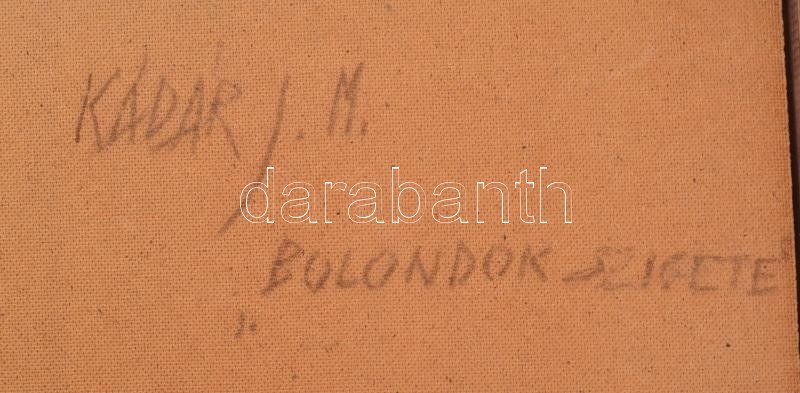 KÁDÁR J. M.
darabanth
„BOLONDOK SZIGETE"